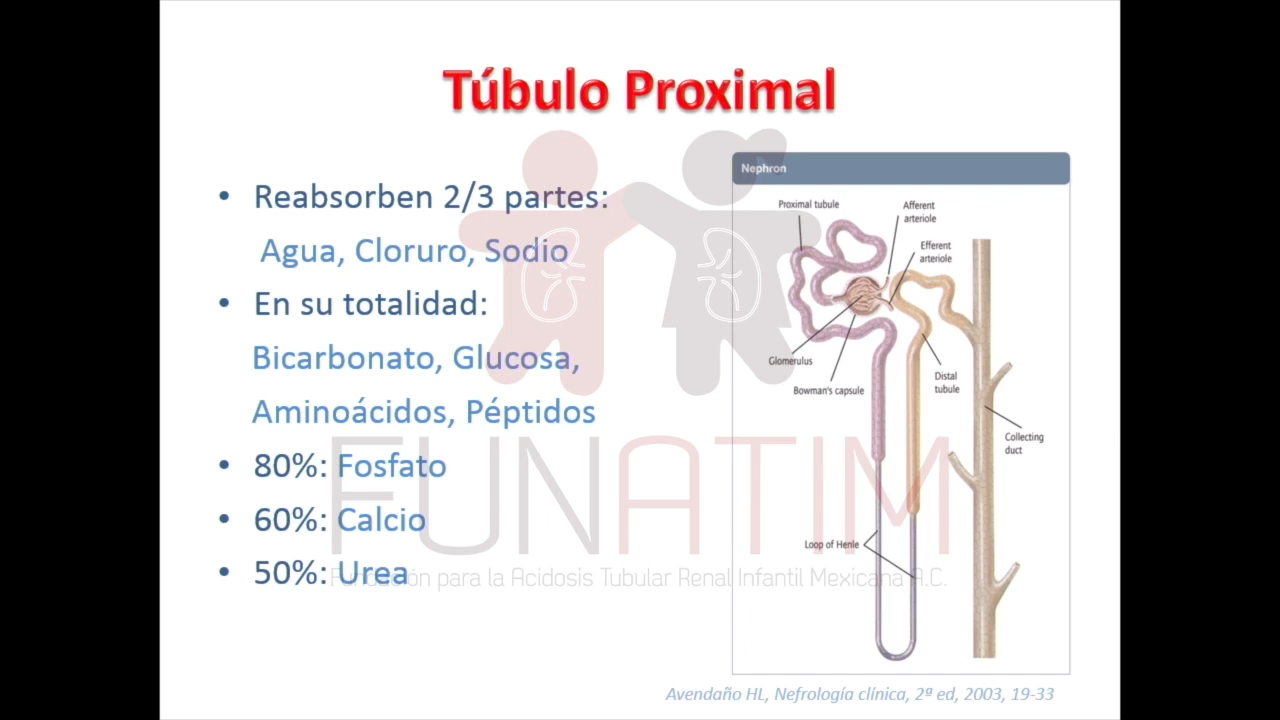 Túbulo Proximal
• Reabsorben 2/3 partes:
Agua, Cloruro, Sodio
• En su totalidad:
Bicarbonato, Glucosa,
Aminoácidos, Péptidos
• 80%: Fosfato
• 60%: Calcio
• 50%: Urea
Nephron
Proximal tubule
Afferent
arteriole
Efferent
arteriole
Glomerulus
Bowman's capsule
Distal
tubule
Collecting
duct
Loop of Henle
FUNATIM
Fundación para la Acidosis Tubular Renal Infantil Mexicana A.C.
Avendaño HL, Nefrología clínica, 2ª ed, 2003, 19-33